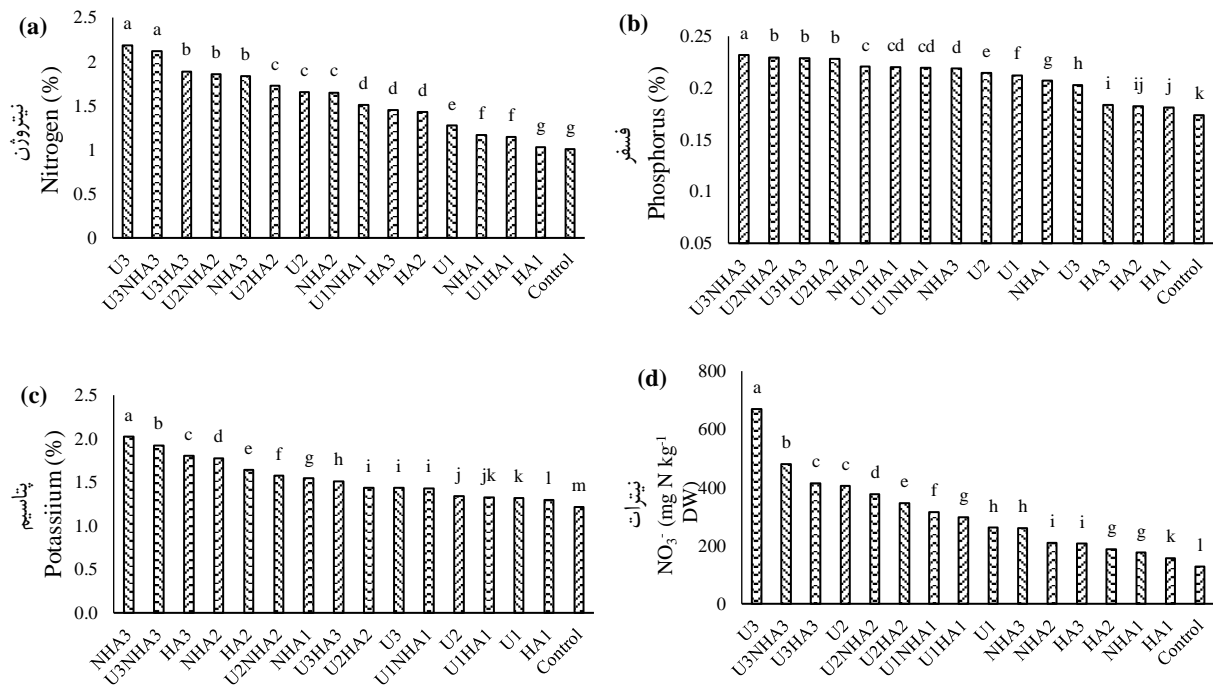 (a)
نیتروژن
Nitrogen (%)
2.5
2
1.5
1
0.5
0
a a b b b c c c d d d e f f g g
U3 U3NHA3 U3HA3 U2NHA2 NHA3 U2HA2 U2 NHA2 U1NHA1 HA3 HA2 U1 NHA1 U1HA1 HA1 Control
(b)
فسفر
Phosphorus (%)
0.25
0.2
0.15
0.1
0.05
a b b b c cd cd d e f g h i ij j k
U3NHA3 U2NHA2 U3HA3 U2HA2 NHA2 U1HA1 U1NHA1 NHA3 U2 U1 NHA1 U3 HA3 HA2 HA1 Control
(c)
پتاسیم
Potassiium (%)
2.5
2.0
1.5
1.0
0.5
0.0
a b c d e f g h i i i j jk k l m
NHA3 U3NHA3 HA3 NHA2 HA2 U2NHA2 NHA1 U3HA3 U2HA2 U3 U1NHA1 U2 U1HA1 U1 HA1 Control
(d)
نیترات
NO₃⁻ (mg N kg⁻¹
DW)
800
600
400
200
0
a b c c d e f g h h i i g g k l
U3 U3NHA3 U3HA3 U2 U2NHA2 U2HA2 U1NHA1 U1HA1 U1 NHA3 NHA2 HA3 HA2 NHA1 HA1 Control